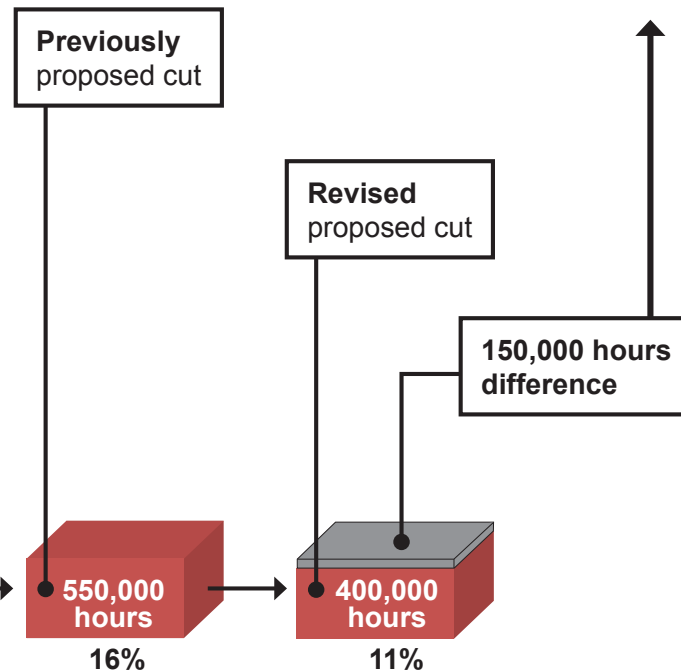 Previously
proposed cut
Revised
proposed cut
150,000 hours
difference
550,000
hours
16%
400,000
hours
11%